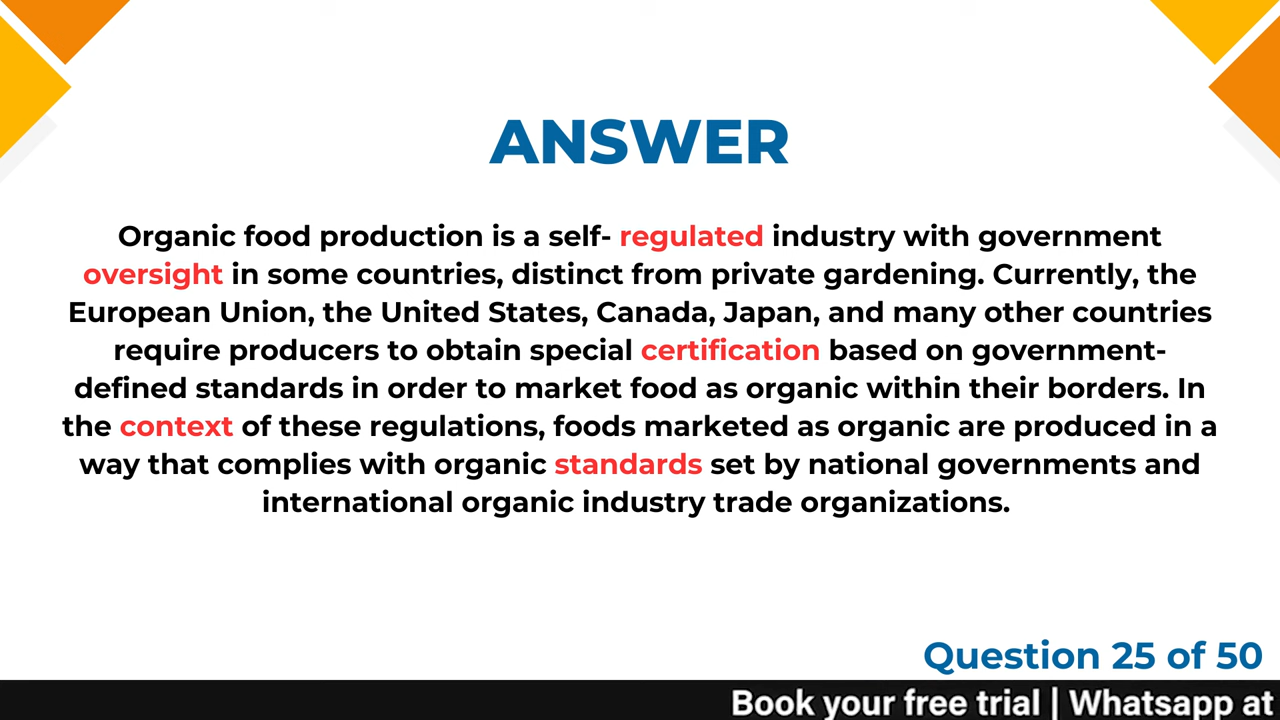 ANSWER
Organic food production is a self- regulated industry with government
oversight in some countries, distinct from private gardening. Currently, the
European Union, the United States, Canada, Japan, and many other countries
require producers to obtain special certification based on government-
defined standards in order to market food as organic within their borders. In
the context of these regulations, foods marketed as organic are produced in a
way that complies with organic standards set by national governments and
international organic industry trade organizations.
Question 25 of 50
Book your free trial | Whatsapp at